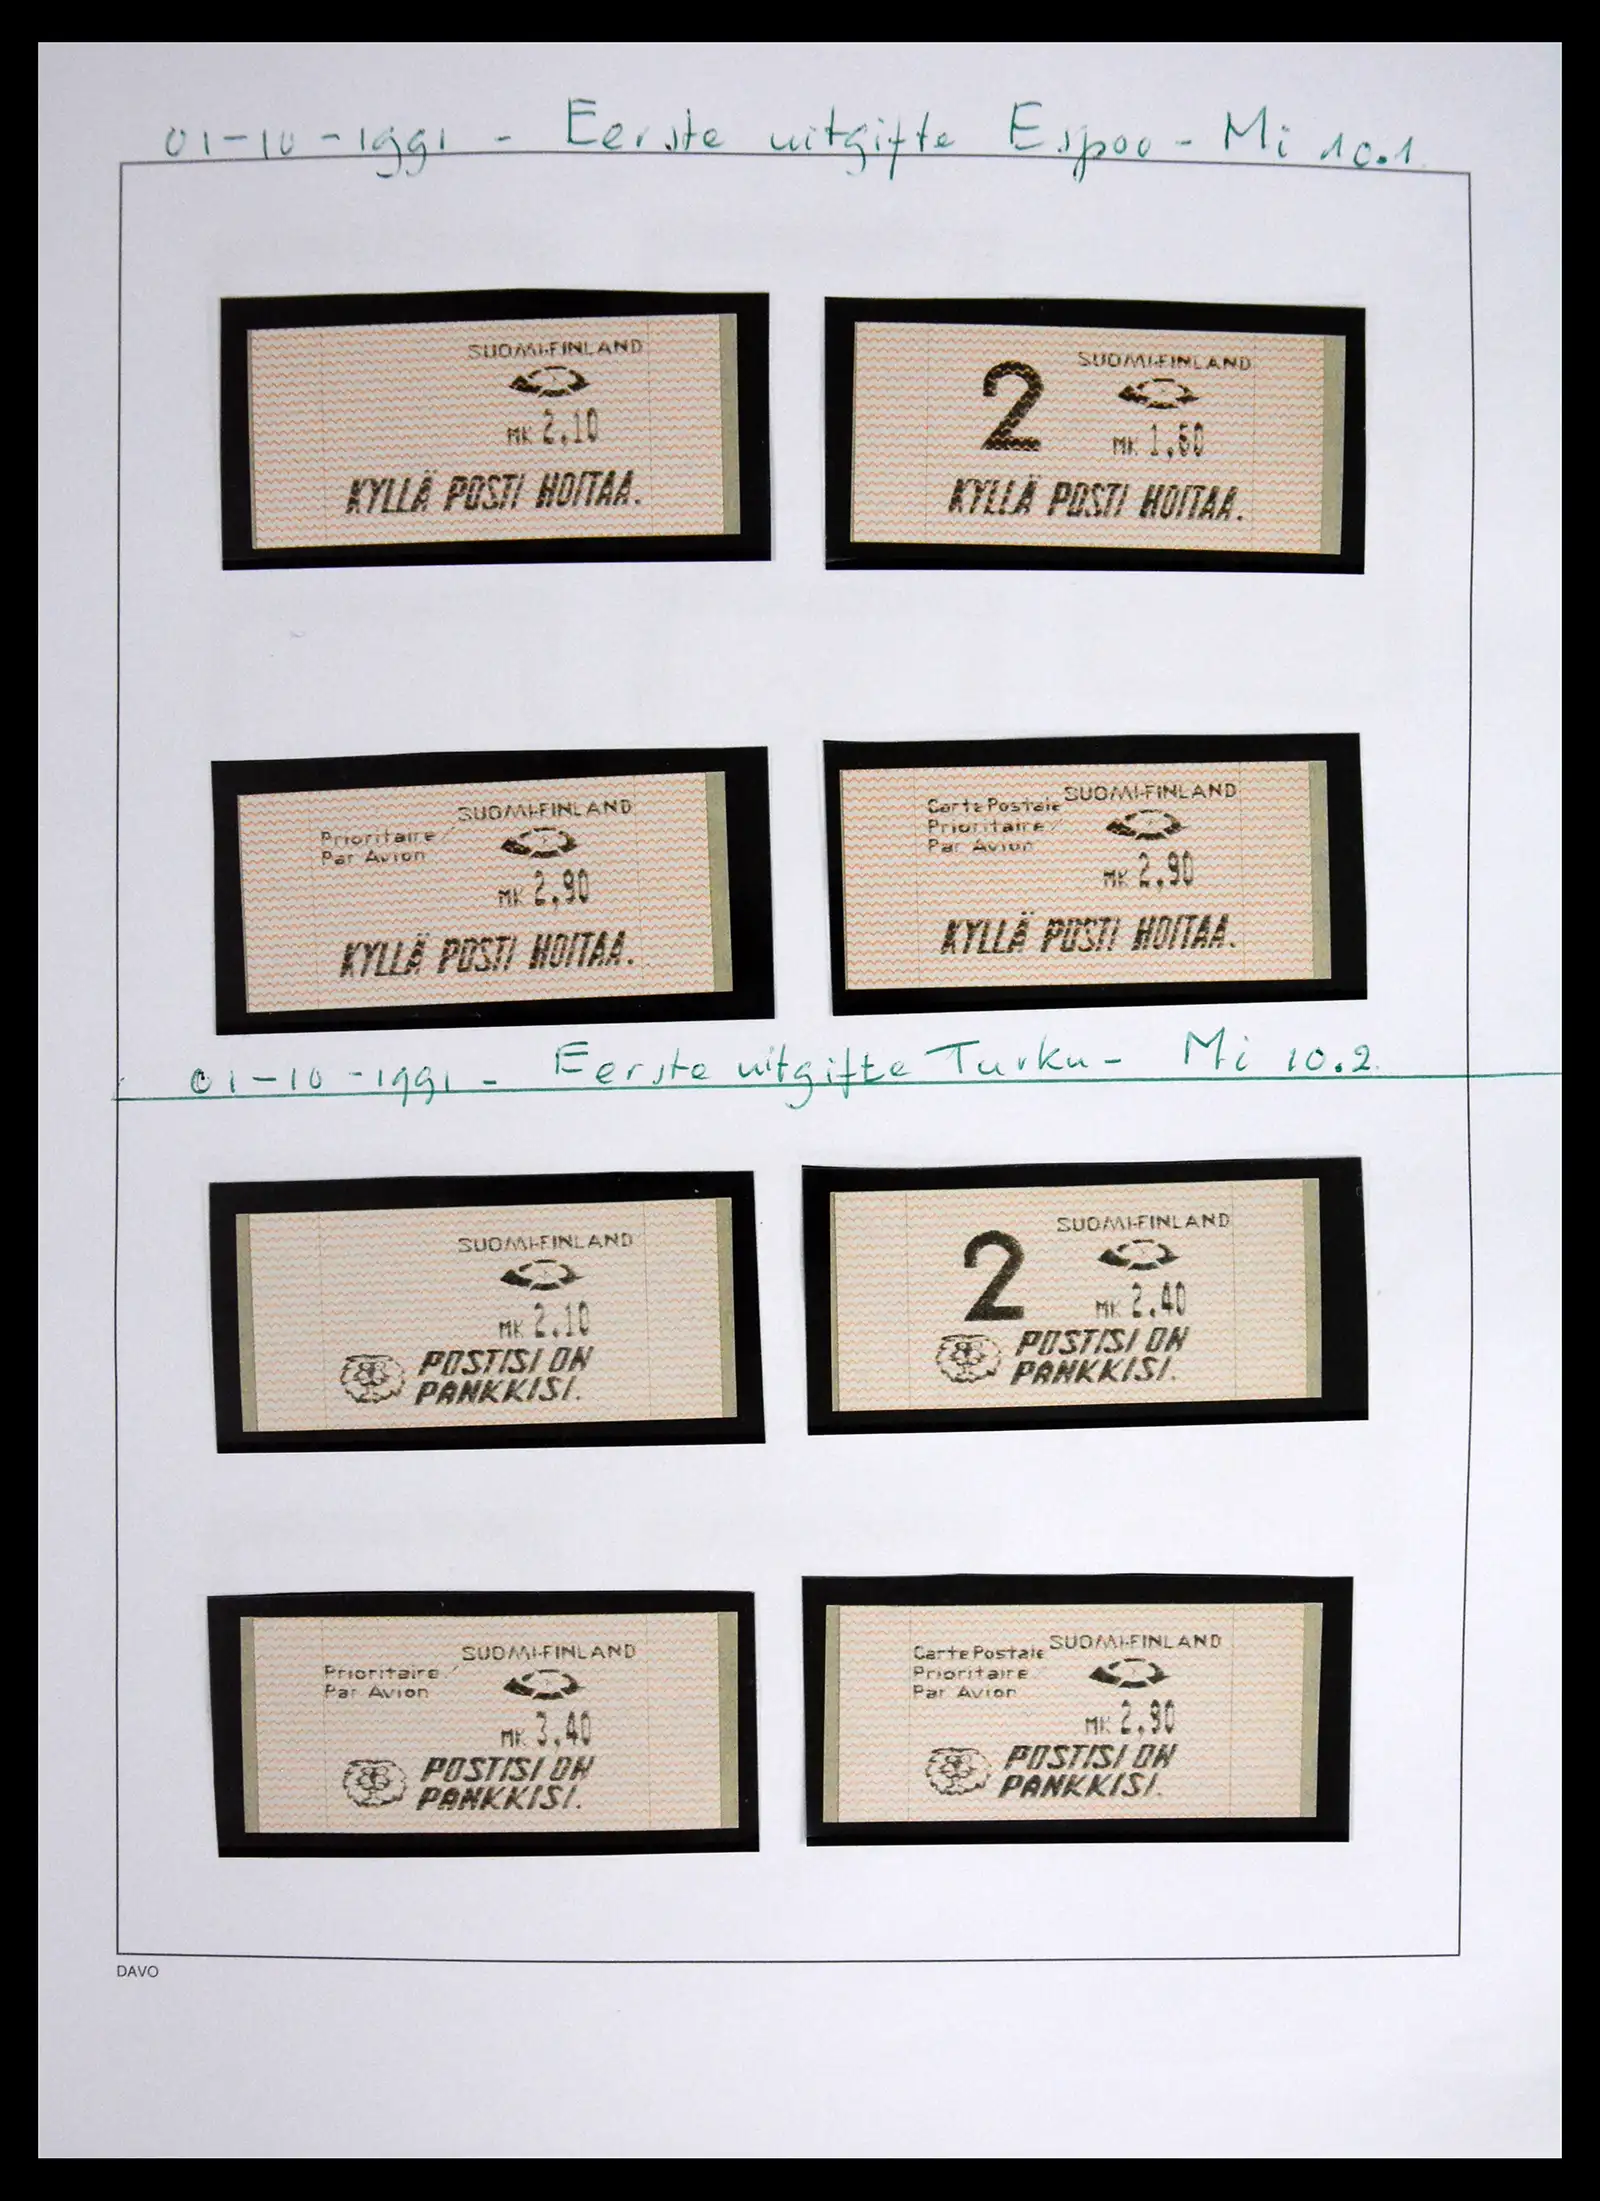 01-10-1991 - Eerste uitgifte Espoo - Mi 10.1
SUOMI-FINLAND
MK 2,10
KYLLÄ POSTI HOITAA.
SUOMI-FINLAND
2
MK 1,60
KYLLÄ POSTI HOITAA.
SUOMI-FINLAND
Prioritaire/
Par Avion
MK 2,90
KYLLÄ POSTI HOITAA.
SUOMI-FINLAND
Carte Postale
Prioritaire/
Par Avion
MK 2,90
KYLLÄ POSTI HOITAA.
01-10-1991 - Eerste uitgifte Turku - Mi 10.2
SUOMI-FINLAND
MK 2,10
POSTISI ON
PANKKISI.
SUOMI-FINLAND
2
MK 2,40
POSTISI ON
PANKKISI.
SUOMI-FINLAND
Prioritaire/
Par Avion
MK 3,40
POSTISI ON
PANKKISI.
SUOMI-FINLAND
Carte Postale
Prioritaire/
Par Avion
MK 2,90
POSTISI ON
PANKKISI.
DAVO